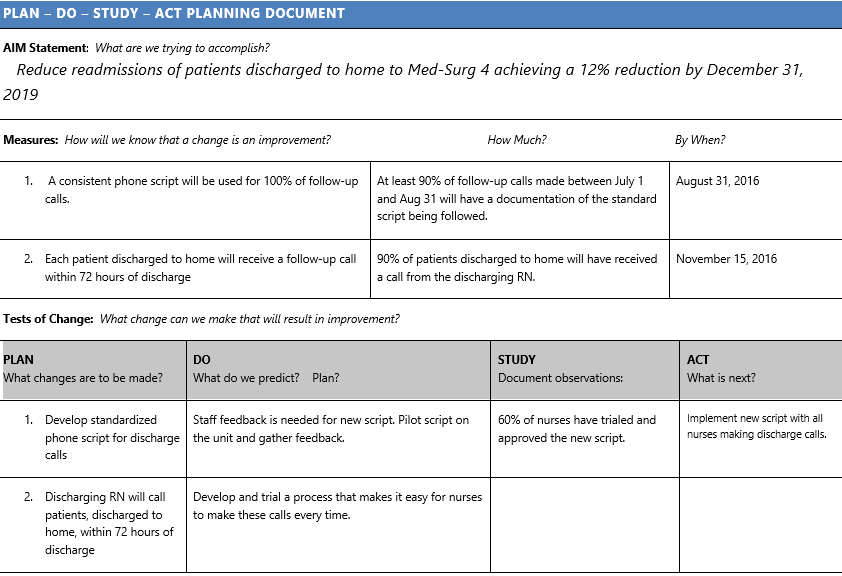 PLAN – DO – STUDY – ACT PLANNING DOCUMENT
AIM Statement: What are we trying to accomplish?
Reduce readmissions of patients discharged to home to Med-Surg 4 achieving a 12% reduction by December 31,
2019
Measures: How will we know that a change is an improvement? How Much? By When?
1. A consistent phone script will be used for 100% of follow-up
calls.
At least 90% of follow-up calls made between July 1
and Aug 31 will have a documentation of the standard
script being followed.
August 31, 2016
2. Each patient discharged to home will receive a follow-up call
within 72 hours of discharge
90% of patients discharged to home will have received
a call from the discharging RN.
November 15, 2016
Tests of Change: What change can we make that will result in improvement?
PLAN
What changes are to be made?
DO
What do we predict? Plan?
STUDY
Document observations:
ACT
What is next?
1. Develop standardized
phone script for discharge
calls
Staff feedback is needed for new script. Pilot script on
the unit and gather feedback.
60% of nurses have trialed and
approved the new script.
Implement new script with all
nurses making discharge calls.
2. Discharging RN will call
patients, discharged to
home, within 72 hours of
discharge
Develop and trial a process that makes it easy for nurses
to make these calls every time.